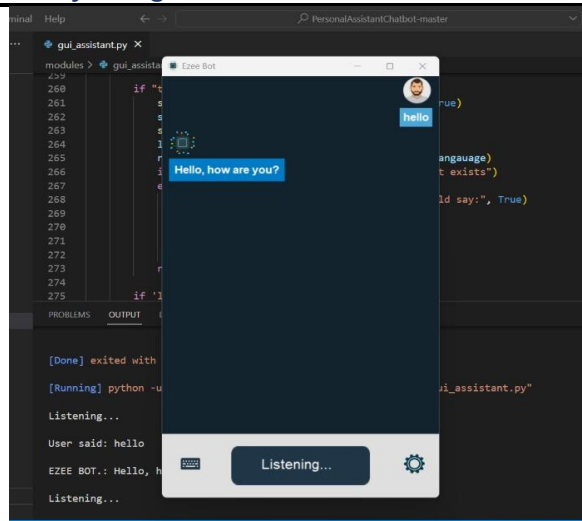 minal Help
PersonalAssistantChatbot-master
gui_assistant.py
modules > gui_assista
Ezee Bot
259
260 if "t
261 s rue)
262 s
263 s
264 l
265 r angauage)
266 i t exists")
267 e
268 ld say:", True)
269
270
271
272
273 r
274
275 if 'l
hello
Hello, how are you?
PROBLEMS OUTPUT
[Done] exited with
[Running] python -u ui_assistant.py"
Listening...
User said: hello
EZEE BOT.: Hello, h
Listening...
Listening...